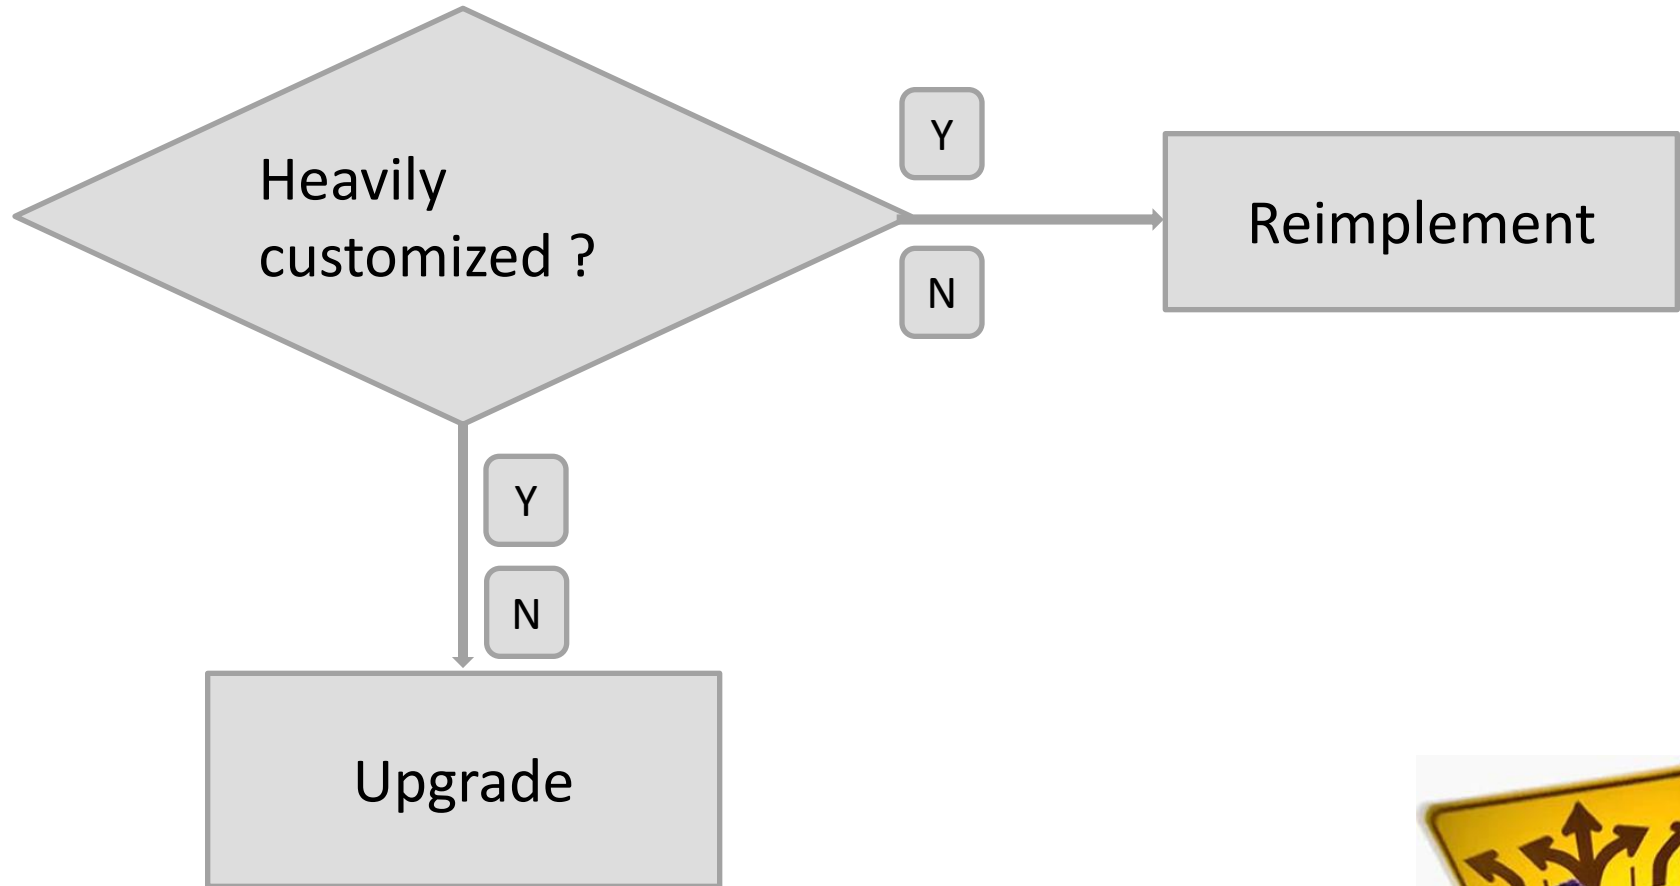 Heavily
customized ?
Y
N
Reimplement
Y
N
Upgrade